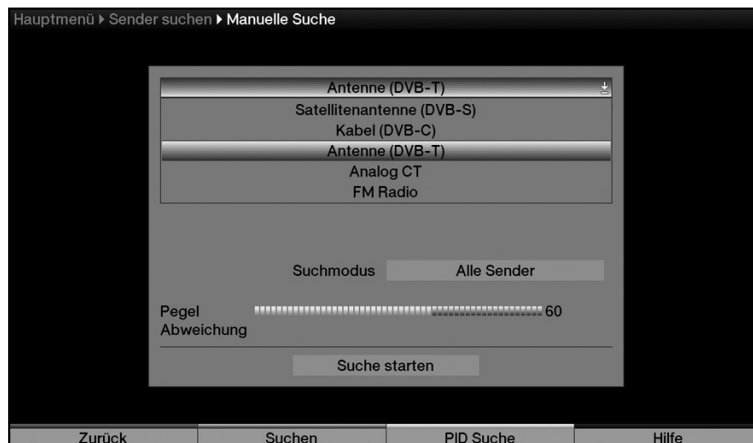 Hauptmenü ▸ Sender suchen ▸ Manuelle Suche
Antenne (DVB-T)
Satellitenantenne (DVB-S)
Kabel (DVB-C)
Antenne (DVB-T)
Analog CT
FM Radio
Suchmodus Alle Sender
Pegel 60
Abweichung
Suche starten
Zurück Suchen PID Suche Hilfe